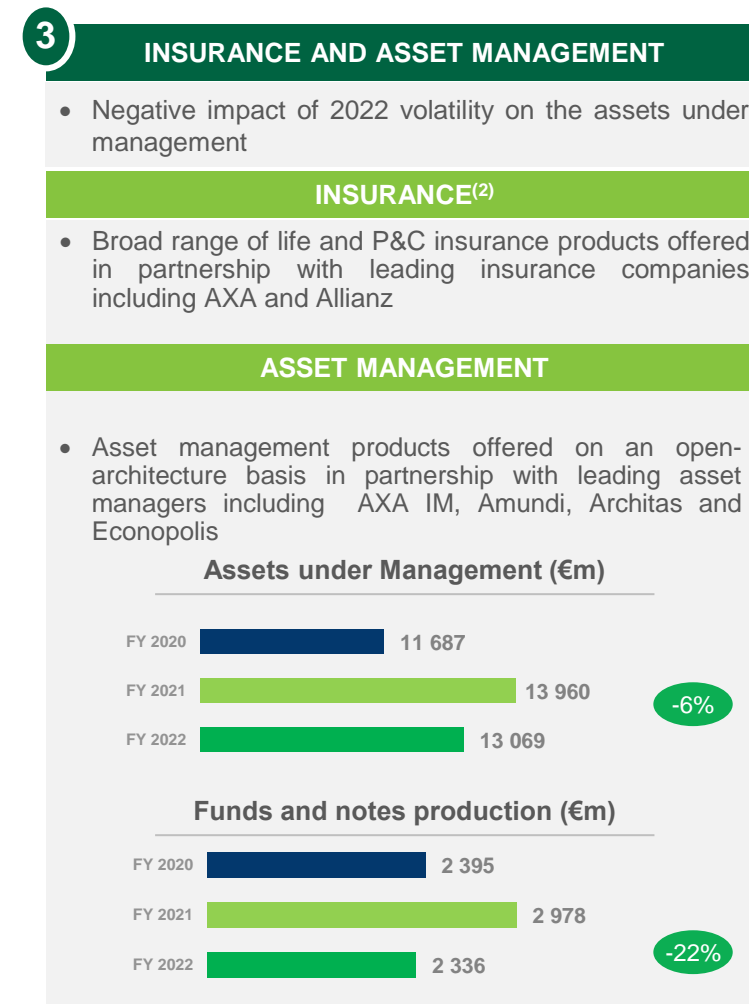 3
INSURANCE AND ASSET MANAGEMENT
• Negative impact of 2022 volatility on the assets under
management
INSURANCE(2)
• Broad range of life and P&C insurance products offered
in partnership with leading insurance companies
including AXA and Allianz
ASSET MANAGEMENT
• Asset management products offered on an open-
architecture basis in partnership with leading asset
managers including AXA IM, Amundi, Architas and
Econopolis
Assets under Management (€m)
FY 2020 11 687
FY 2021 13 960
-6%
FY 2022 13 069
Funds and notes production (€m)
FY 2020 2 395
FY 2021 2 978
-22%
FY 2022 2 336